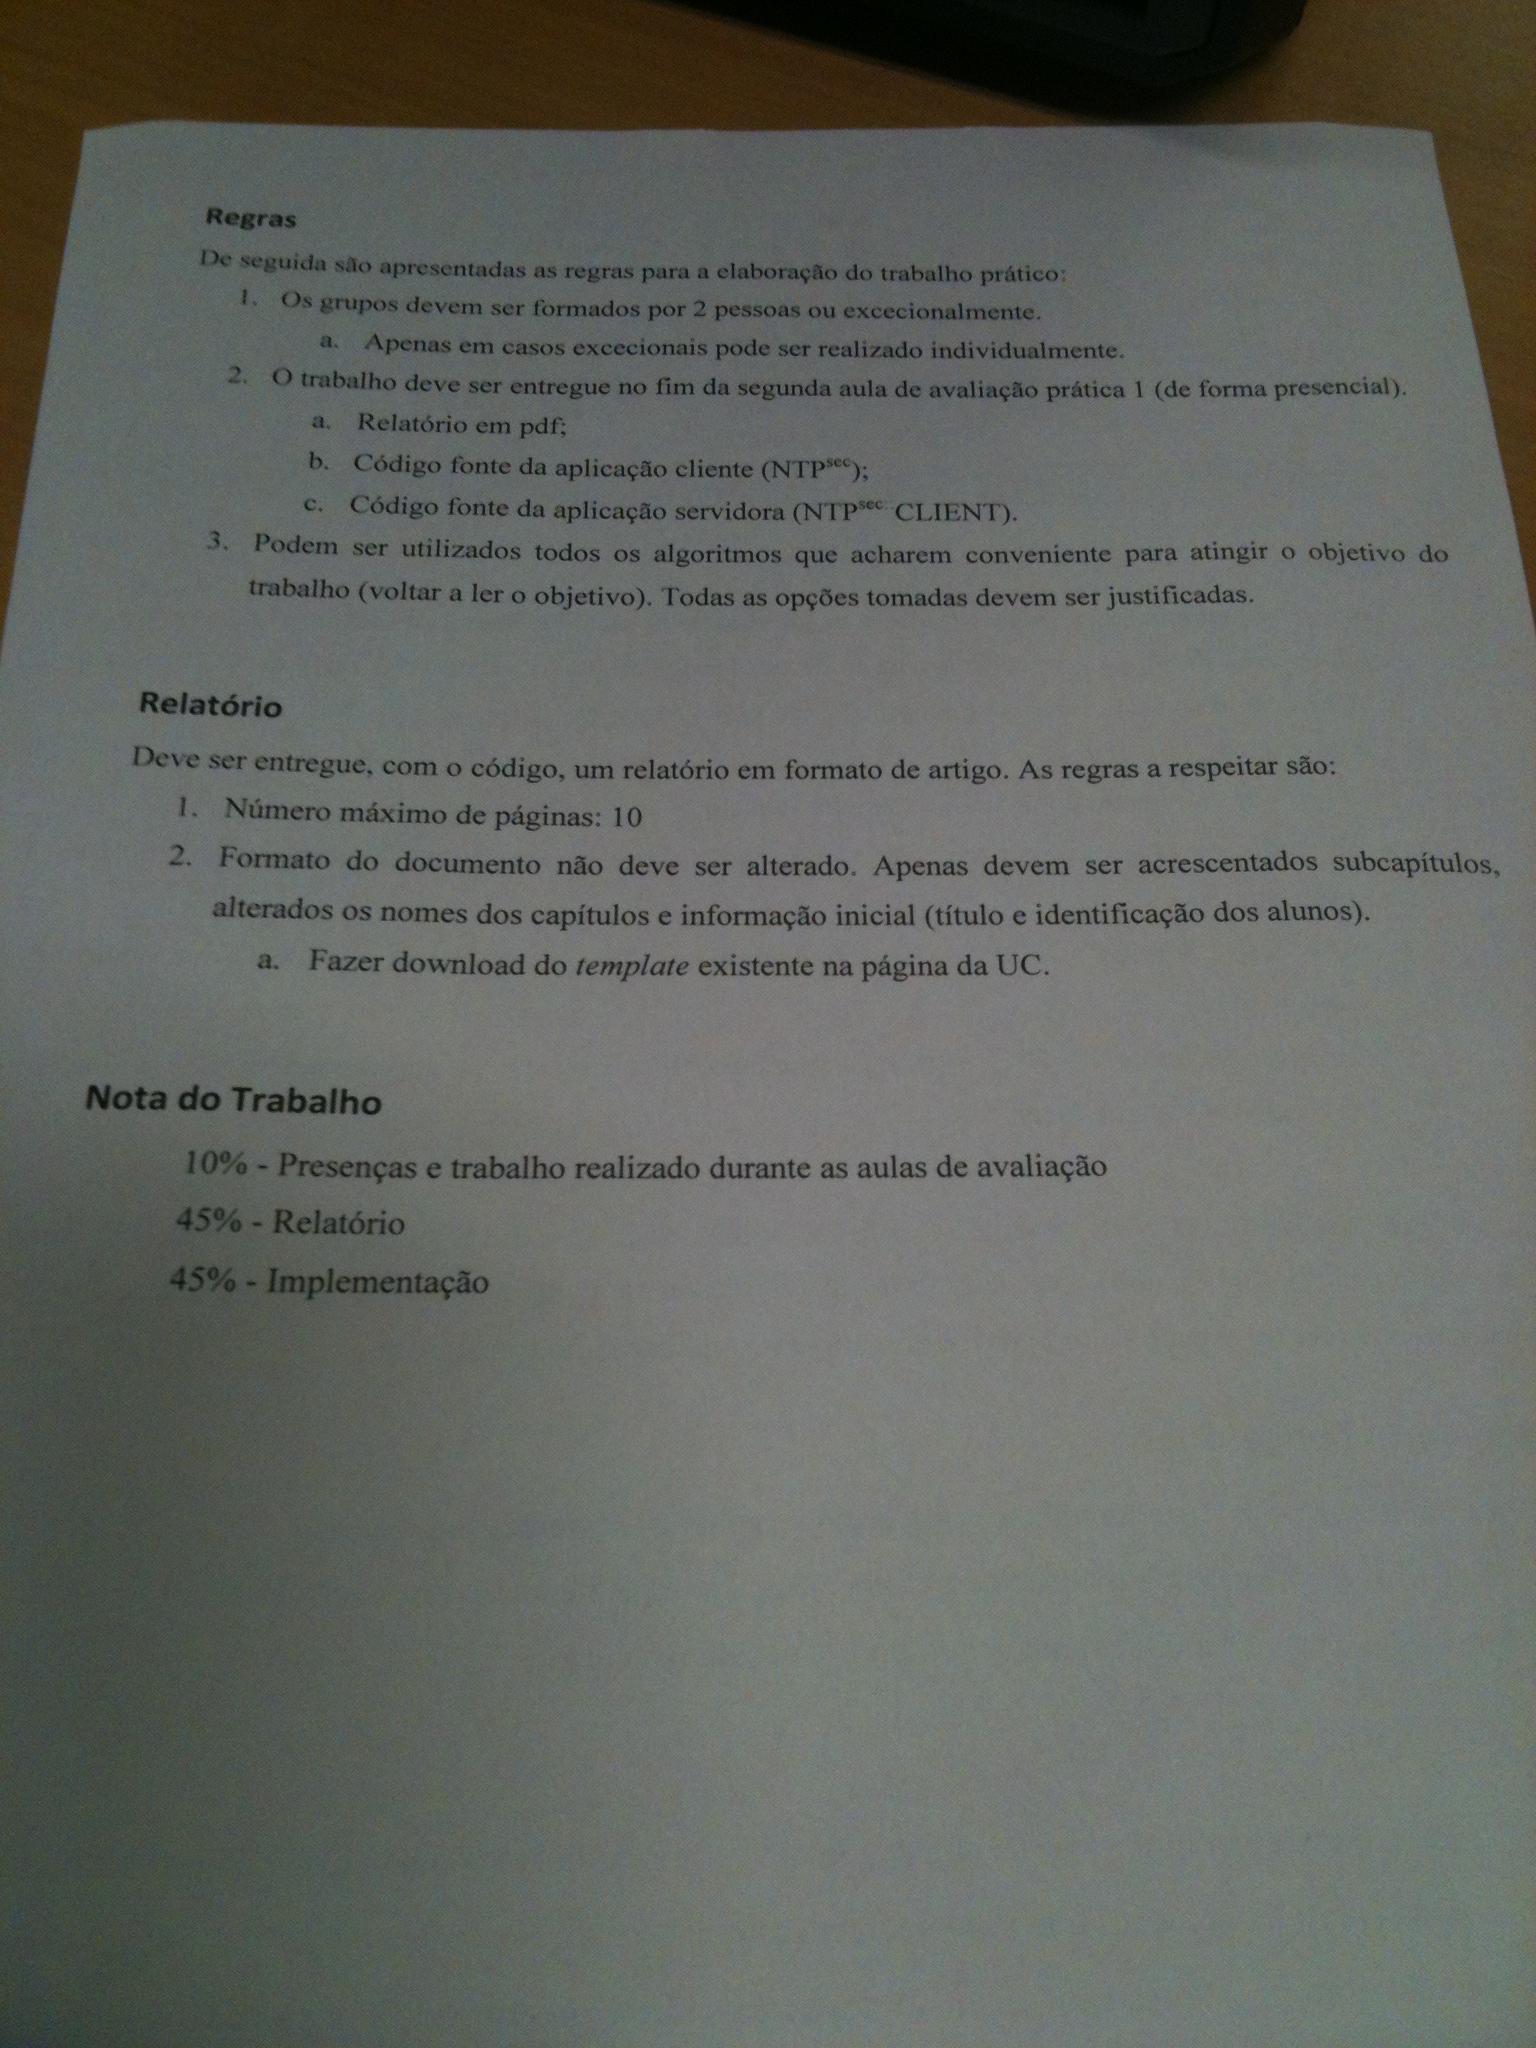 Regras
De seguida são apresentadas as regras para a elaboração do trabalho prático:
1. Os grupos devem ser formados por 2 pessoas ou excecionalmente.
a. Apenas em casos excecionais pode ser realizado individualmente.
2. O trabalho deve ser entregue no fim da segunda aula de avaliação prática 1 (de forma presencial).
a. Relatório em pdf;
b. Código fonte da aplicação cliente (NTPsec);
c. Código fonte da aplicação servidora (NTPsec CLIENT).
3. Podem ser utilizados todos os algoritmos que acharem conveniente para atingir o objetivo do
trabalho (voltar a ler o objetivo). Todas as opções tomadas devem ser justificadas.
Relatório
Deve ser entregue, com o código, um relatório em formato de artigo. As regras a respeitar são:
1. Número máximo de páginas: 10
2. Formato do documento não deve ser alterado. Apenas devem ser acrescentados subcapítulos,
alterados os nomes dos capítulos e informação inicial (título e identificação dos alunos).
a. Fazer download do template existente na página da UC.
Nota do Trabalho
10% - Presenças e trabalho realizado durante as aulas de avaliação
45% - Relatório
45% - Implementação